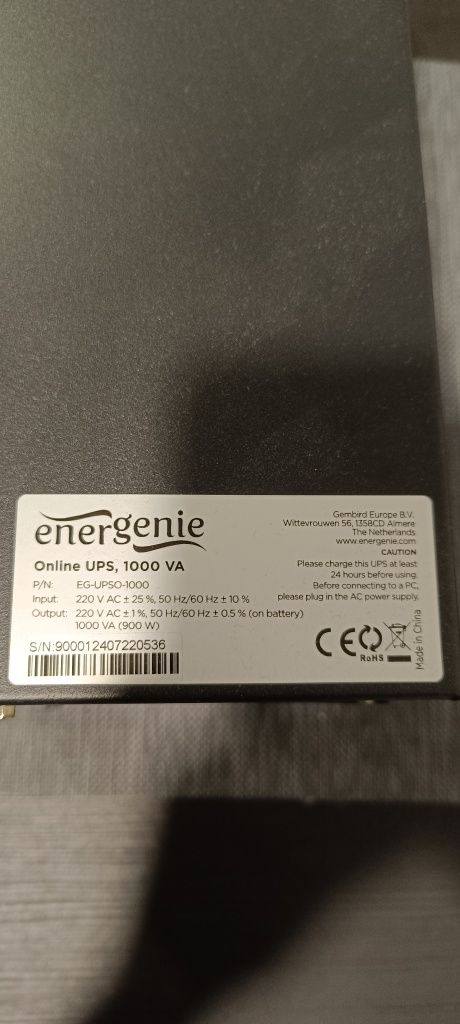 energenie
Online UPS, 1000 VA
P/N: EG-UPSO-1000
Input: 220 V AC ± 25 %, 50 Hz/60 Hz ± 10 %
Output: 220 V AC ± 1 %, 50 Hz/60 Hz ± 0.5 % (on battery)
1000 VA (900 W)
S/N:900012407220536
Gembird Europe B.V.
Wittevrouwen 56, 1358CD Almere
The Netherlands
www.energenie.com
CAUTION
Please charge this UPS at least
24 hours before using.
Before connecting to a PC,
please plug in the AC power supply.
CE
RoHS
Made in China